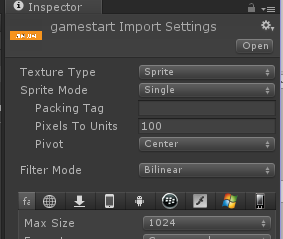 Inspector
gamestart Import Settings
Open
Texture Type Sprite
Sprite Mode Single
Packing Tag
Pixels To Units 100
Pivot Center
Filter Mode Bilinear
Max Size 1024